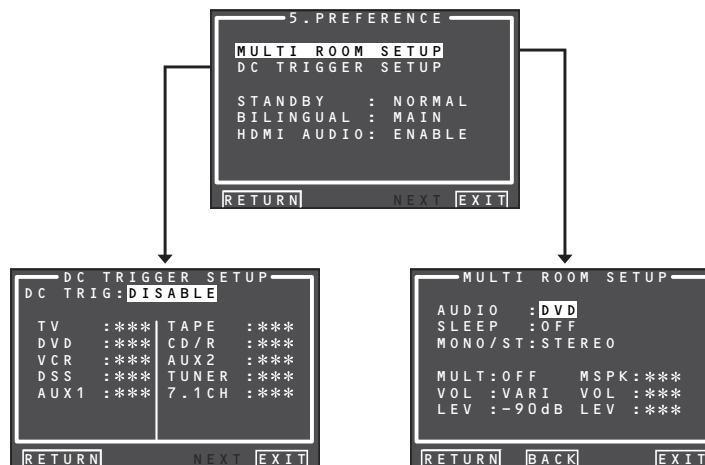 5.PREFERENCE
MULTI ROOM SETUP
DC TRIGGER SETUP
STANDBY : NORMAL
BILINGUAL : MAIN
HDMI AUDIO: ENABLE
RETURN NEXT EXIT
DC TRIGGER SETUP
DC TRIG:DISABLE
TV :*** TAPE :***
DVD :*** CD/R :***
VCR :*** AUX2 :***
DSS :*** TUNER :***
AUX1 :*** 7.1CH :***
RETURN NEXT EXIT
MULTI ROOM SETUP
AUDIO :DVD
SLEEP :OFF
MONO/ST:STEREO
MULT:OFF MSPK:***
VOL :VARI VOL :***
LEV :-90dB LEV :***
RETURN BACK EXIT